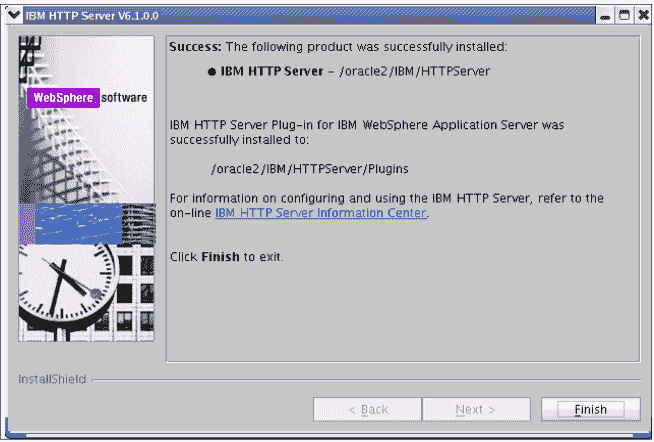 IBM HTTP Server V6.1.0.0
WebSphere. software
Success: The following product was successfully installed:
● IBM HTTP Server - /oracle2/IBM/HTTPServer
IBM HTTP Server Plug-in for IBM WebSphere Application Server was
successfully installed to:
/oracle2/IBM/HTTPServer/Plugins
For information on configuring and using the IBM HTTP Server, refer to the
on-line IBM HTTP Server Information Center.
Click Finish to exit.
InstallShield
< Back Next > Finish